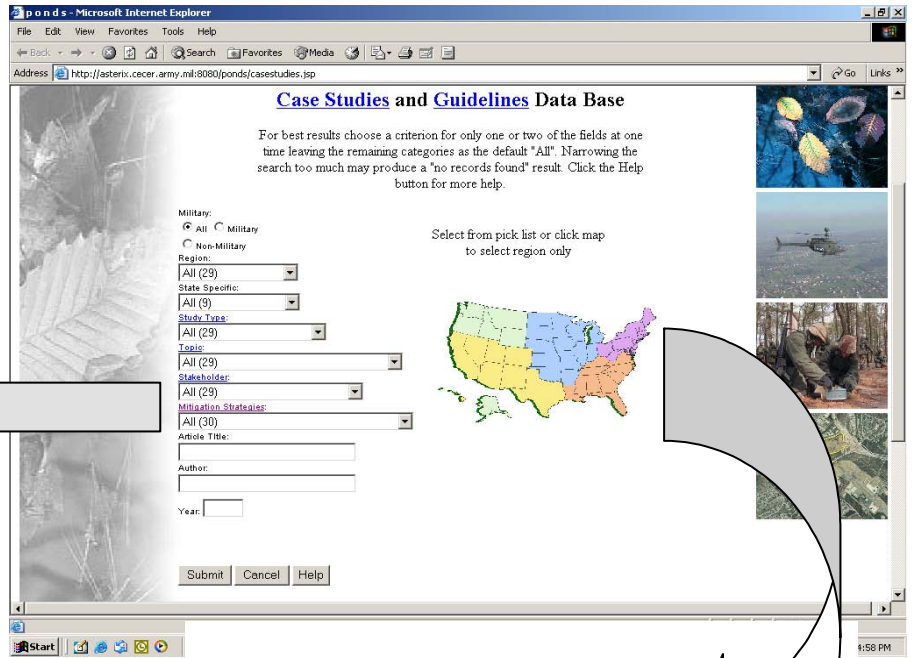 p o n d s - Microsoft Internet Explorer
File Edit View Favorites Tools Help
Back Search Favorites Media
Address http://asterix.cecer.army.mil:8080/ponds/casestudies.jsp Go Links »
Case Studies and Guidelines Data Base
For best results choose a criterion for only one or two of the fields at one
time leaving the remaining categories as the default "All". Narrowing the
search too much may produce a "no records found" result. Click the Help
button for more help.
Military:
All Military
Non-Military
Region:
All (29)
State Specific:
All (9)
Study Type:
All (29)
Topic:
All (29)
Stakeholder:
All (29)
Mitigation Strategies:
All (30)
Article Title:
Author:
Year:
Select from pick list or click map
to select region only
Submit Cancel Help
Start
4:58 PM